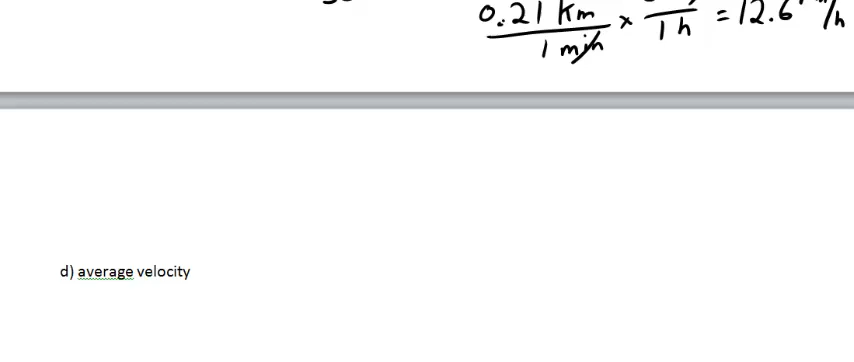 0.21 km
1 min × 1 h = 12.6
d) average velocity